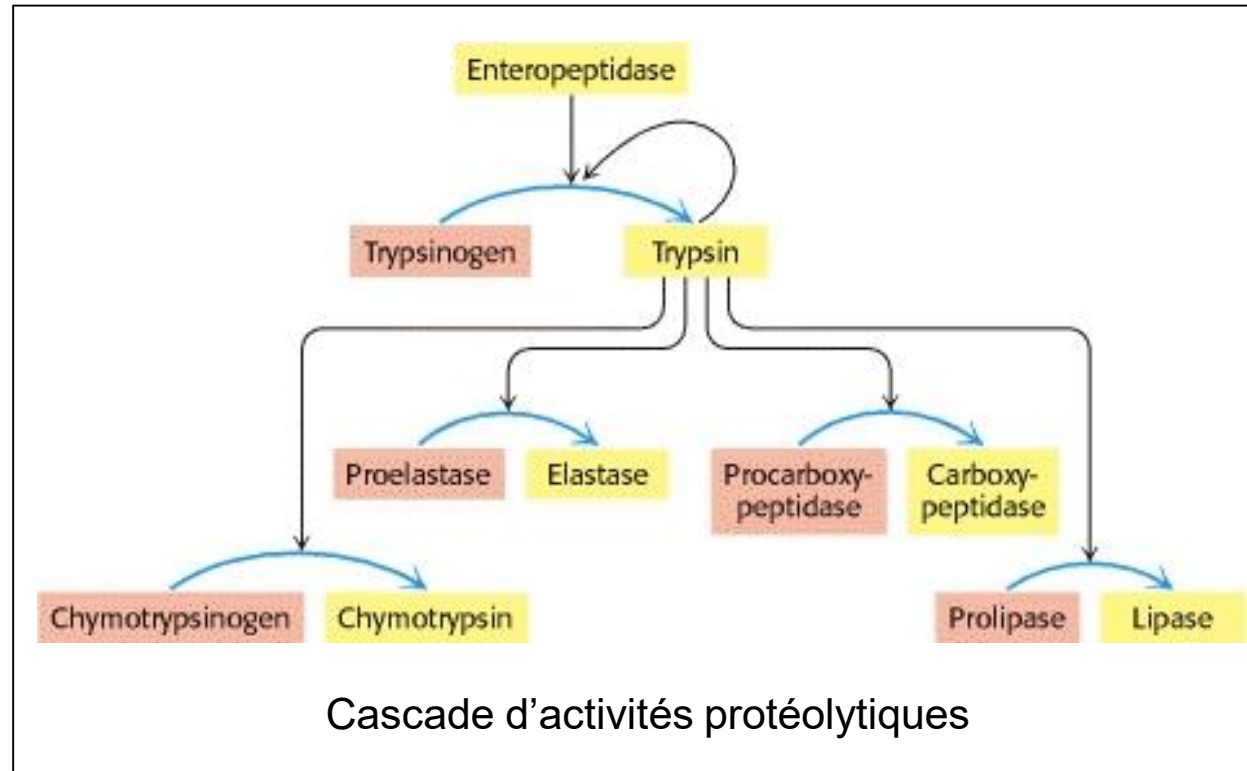 Enteropeptidase
Trypsinogen
Trypsin
Proelastase
Elastase
Procarboxy-
peptidase
Carboxy-
peptidase
Chymotrypsinogen
Chymotrypsin
Prolipase
Lipase
Cascade d’activités protéolytiques